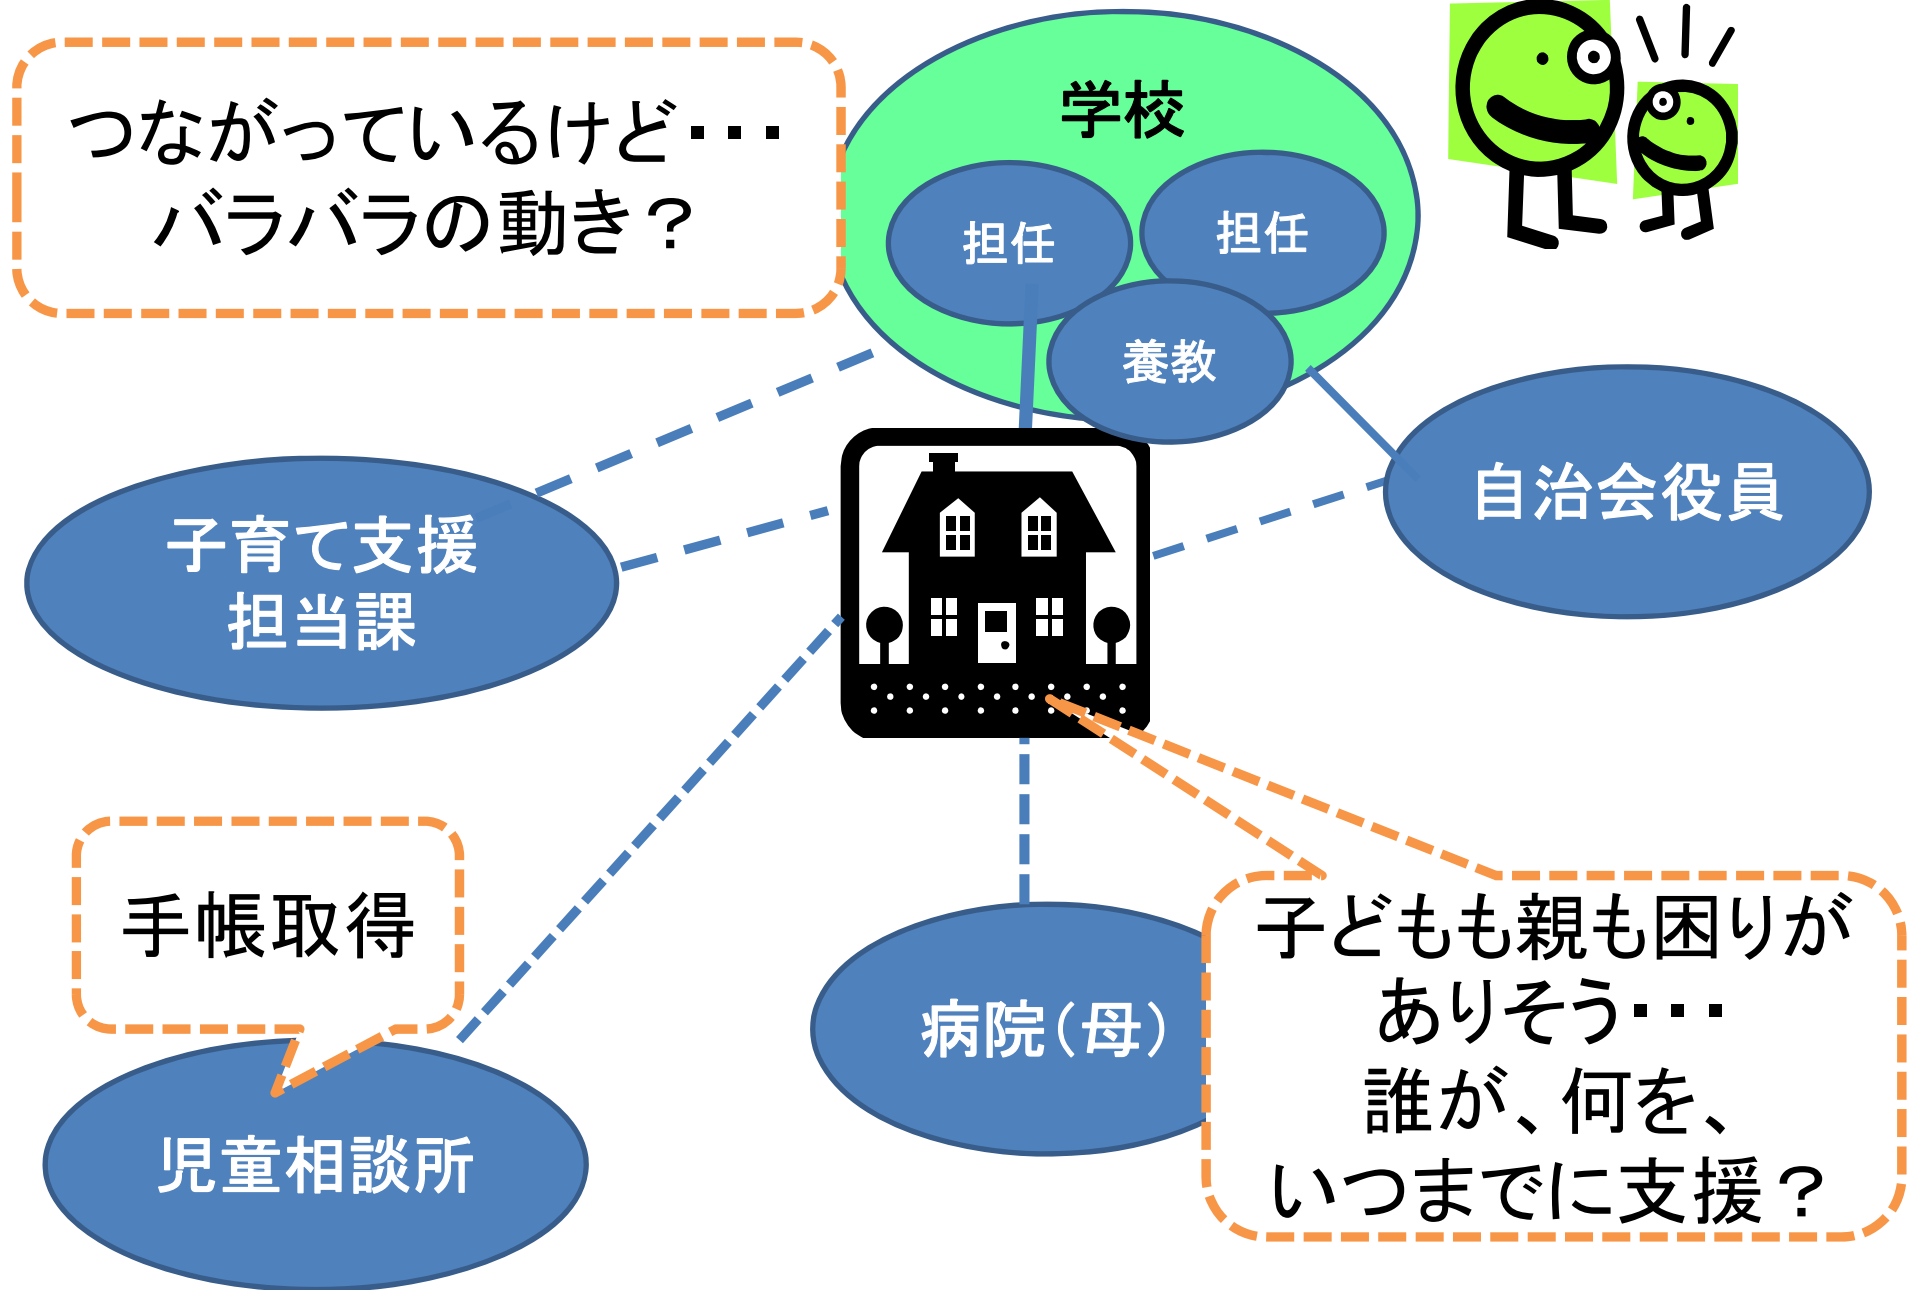 つながっているけど・・・
バラバラの動き？
学校
担任
担任
養教
自治会役員
子育て支援
担当課
手帳取得
児童相談所
病院（母）
子どもも親も困りが
ありそう・・・
誰が、何を、
いつまでに支援？